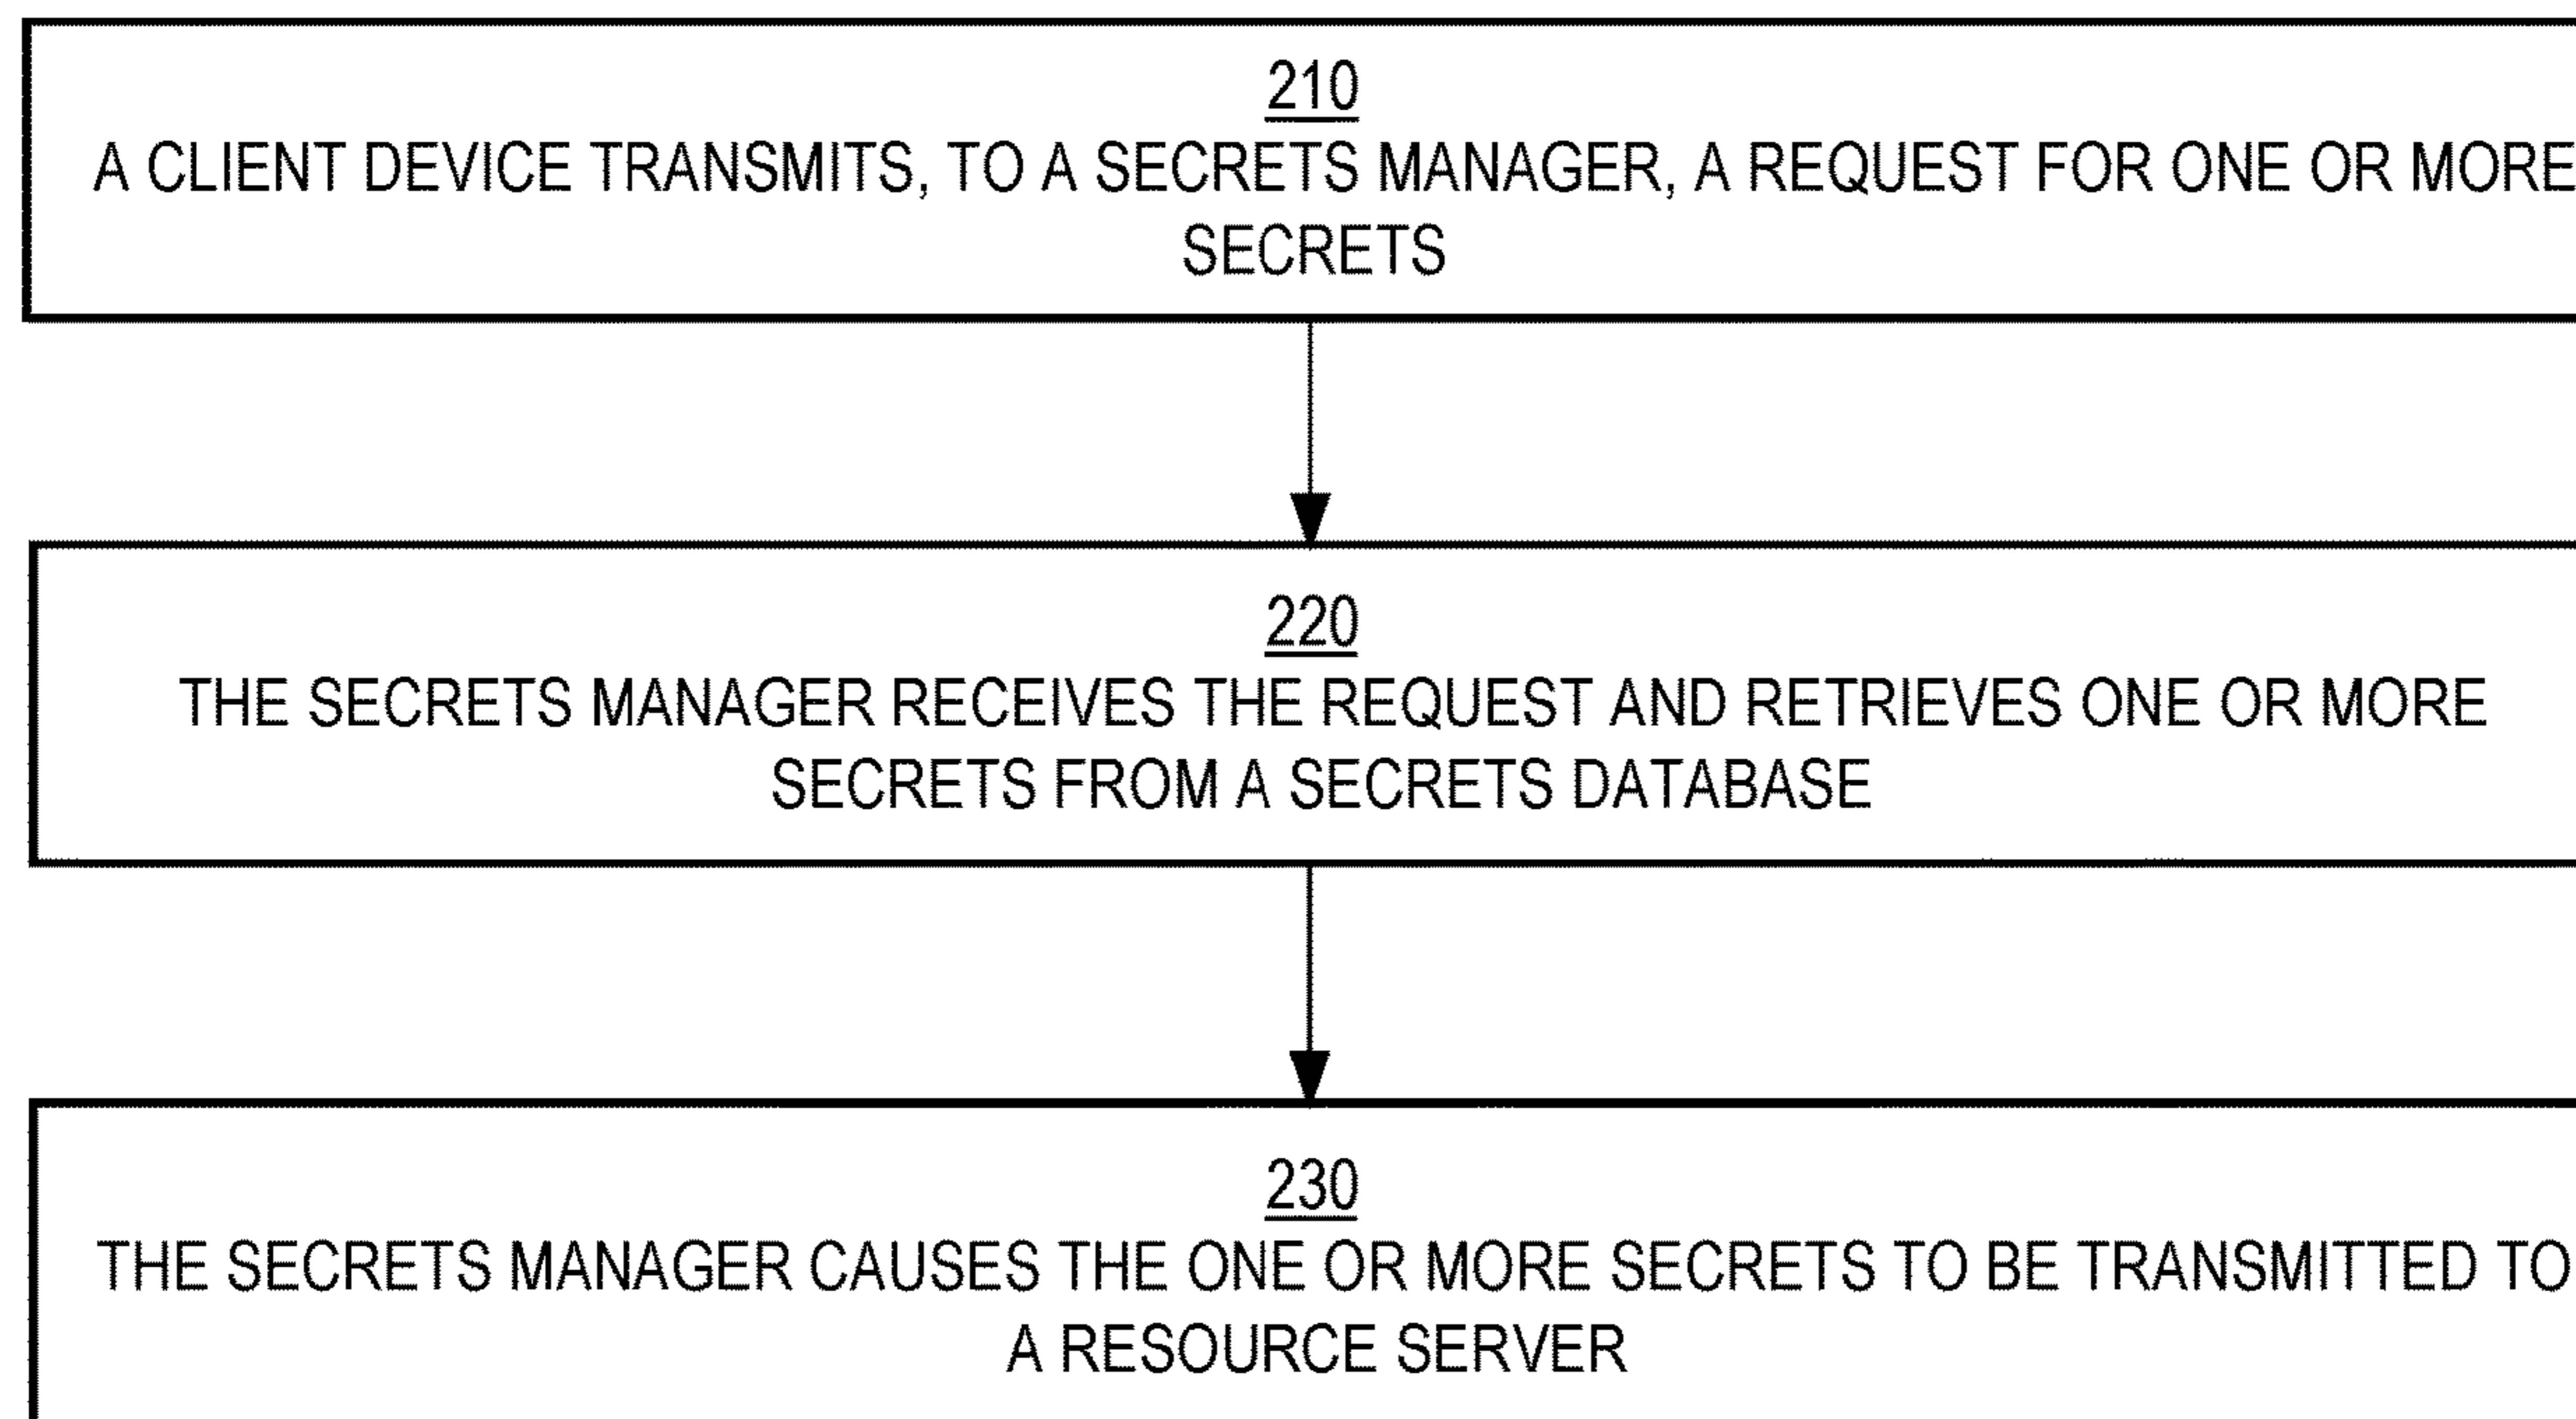 210
A CLIENT DEVICE TRANSMITS, TO A SECRETS MANAGER, A REQUEST FOR ONE OR MORE
SECRETS
220
THE SECRETS MANAGER RECEIVES THE REQUEST AND RETRIEVES ONE OR MORE
SECRETS FROM A SECRETS DATABASE
230
THE SECRETS MANAGER CAUSES THE ONE OR MORE SECRETS TO BE TRANSMITTED TO
A RESOURCE SERVER